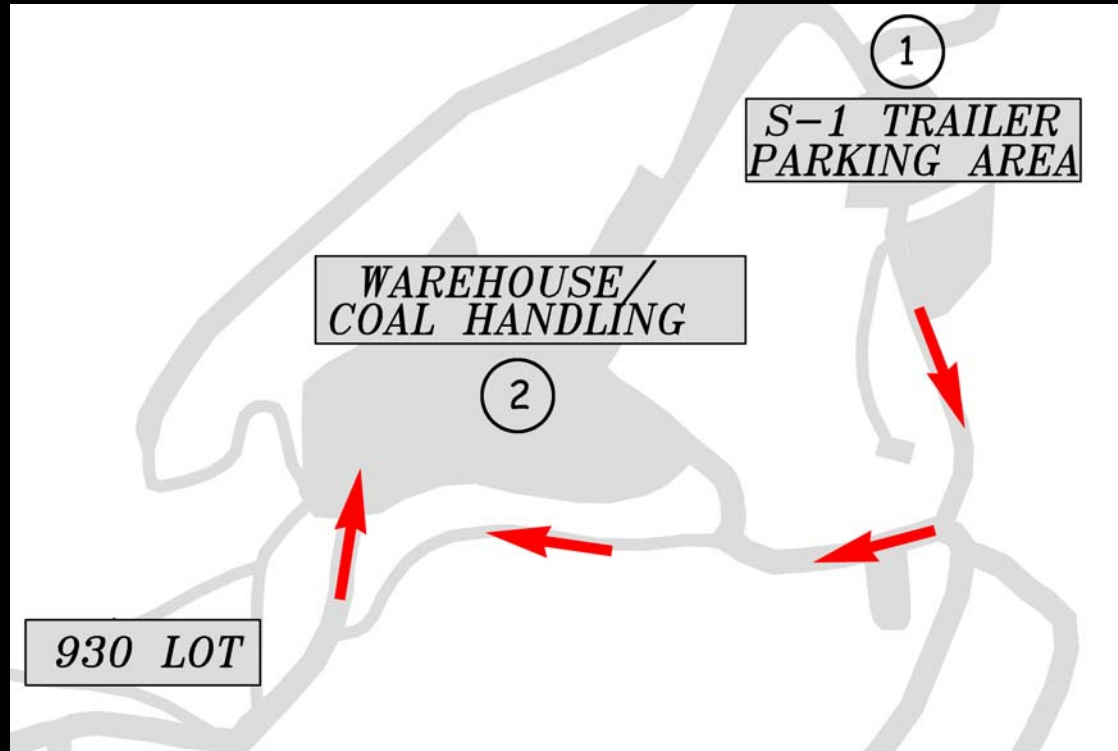 1
S-1 TRAILER
PARKING AREA
WAREHOUSE/
COAL HANDLING
2
930 LOT